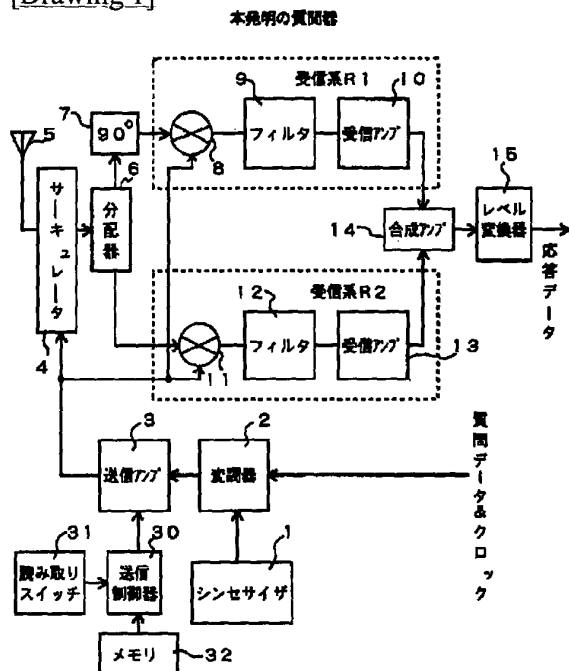 [Drawing 1]
本発明の質問器
受信系R1
9
10
7
90°
8
フィルタ
受信アンプ
5
6
サーキュレータ
分配器
15
14
合成アンプ
レベル変換器
応答データ
12
受信系R2
フィルタ
受信アンプ
4
11
13
3
2
送信アンプ
変調器
質問データ&クロック
31
30
1
読み取りスイッチ
送信制御器
シンセサイザ
メモリ
32